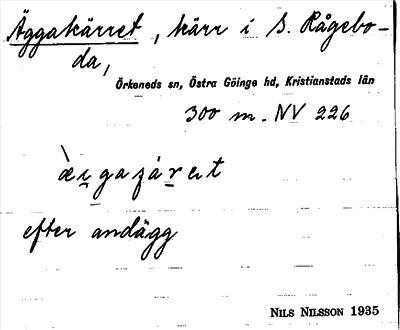 Äggakärret, kärr i S. Rågebo-
da,
Örkeneds sn, Östra Göinge hd, Kristianstads län
300 m. NV 226
efter andägg
NILS NILSSON 1935